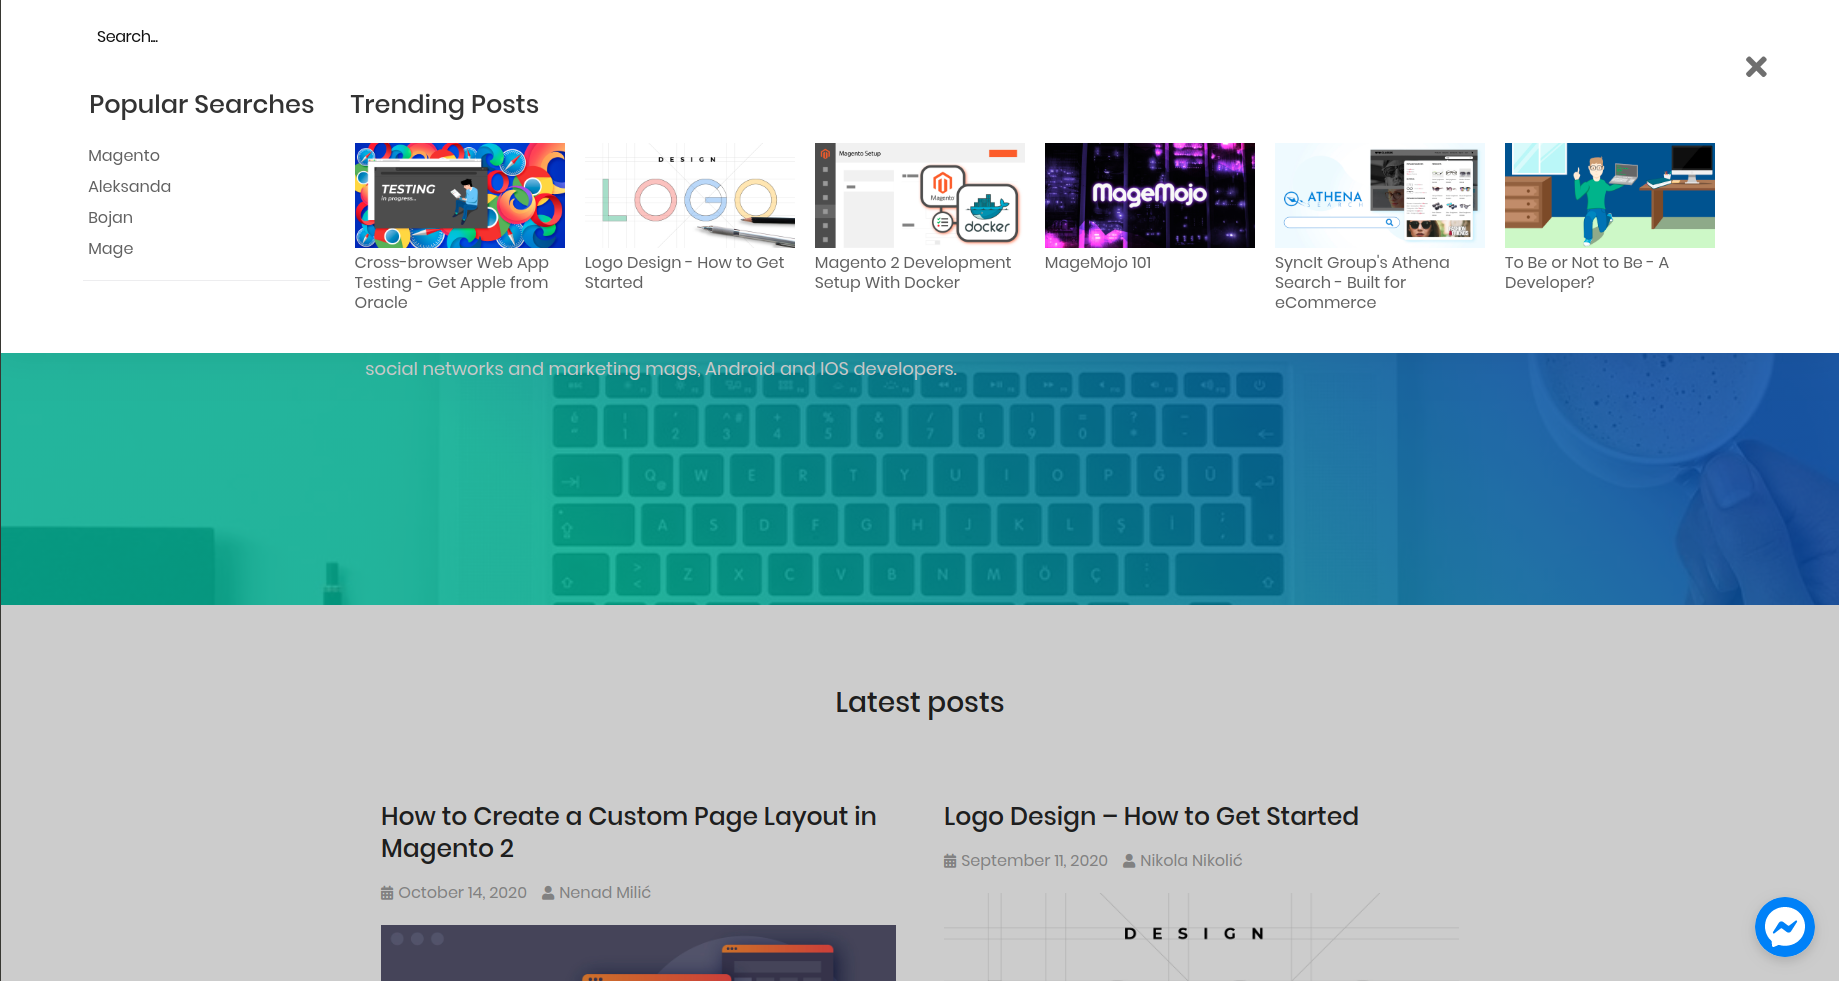 Search...
Popular Searches
Magento
Aleksanda
Bojan
Mage
Trending Posts
TESTING
in progress...
Cross-browser Web App
Testing - Get Apple from
Oracle
DESIGN
LOGO
Logo Design - How to Get
Started
Magento Setup
Magento
docker
Magento 2 Development
Setup With Docker
MageMojo
MageMojo 101
ATHENA
SEARCH
SyncIt Group's Athena
Search - Built for
eCommerce
To Be or Not to Be - A
Developer?
social networks and marketing mags, Android and IOS developers.
Q W E R T Y U I O P Ğ Ü
A S D F G H J K L Ş İ
Z X C V B N M Ö Ç
Latest posts
How to Create a Custom Page Layout in
Magento 2
October 14, 2020 Nenad Milić
Logo Design – How to Get Started
September 11, 2020 Nikola Nikolić
DESIGN